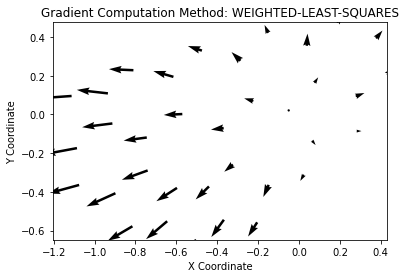 Gradient Computation Method: WEIGHTED-LEAST-SQUARES
0.4
0.2
0.0
−0.2
−0.4
−0.6
Y Coordinate
−1.2 −1.0 −0.8 −0.6 −0.4 −0.2 0.0 0.2 0.4
X Coordinate